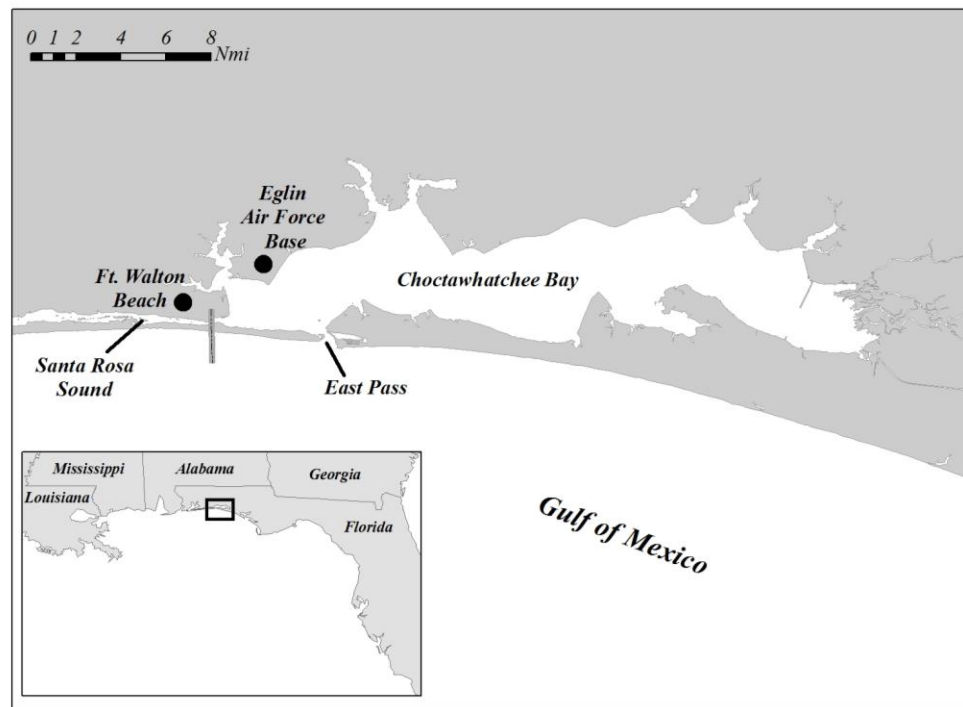 0 1 2 4 6 8
Nmi
Eglin
Air Force
Base
Ft. Walton
Beach
Choctawhatchee Bay
Santa Rosa
Sound
East Pass
Gulf of Mexico
Mississippi
Alabama
Georgia
Louisiana
Florida